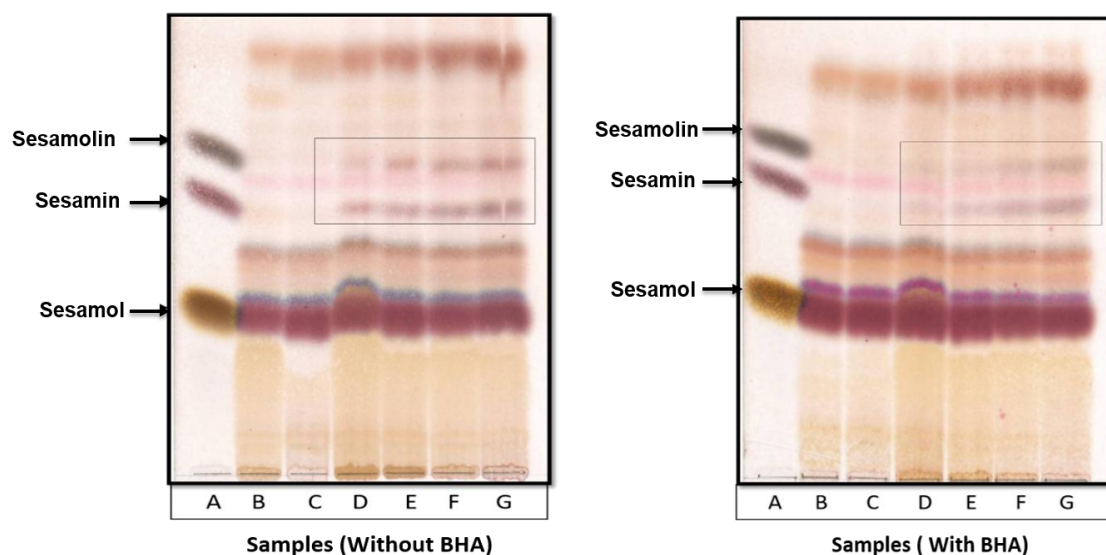 Sesamolin
Sesamin
Sesamol
A B C D E F G
Samples (Without BHA)
Sesamolin
Sesamin
Sesamol
A B C D E F G
Samples ( With BHA)